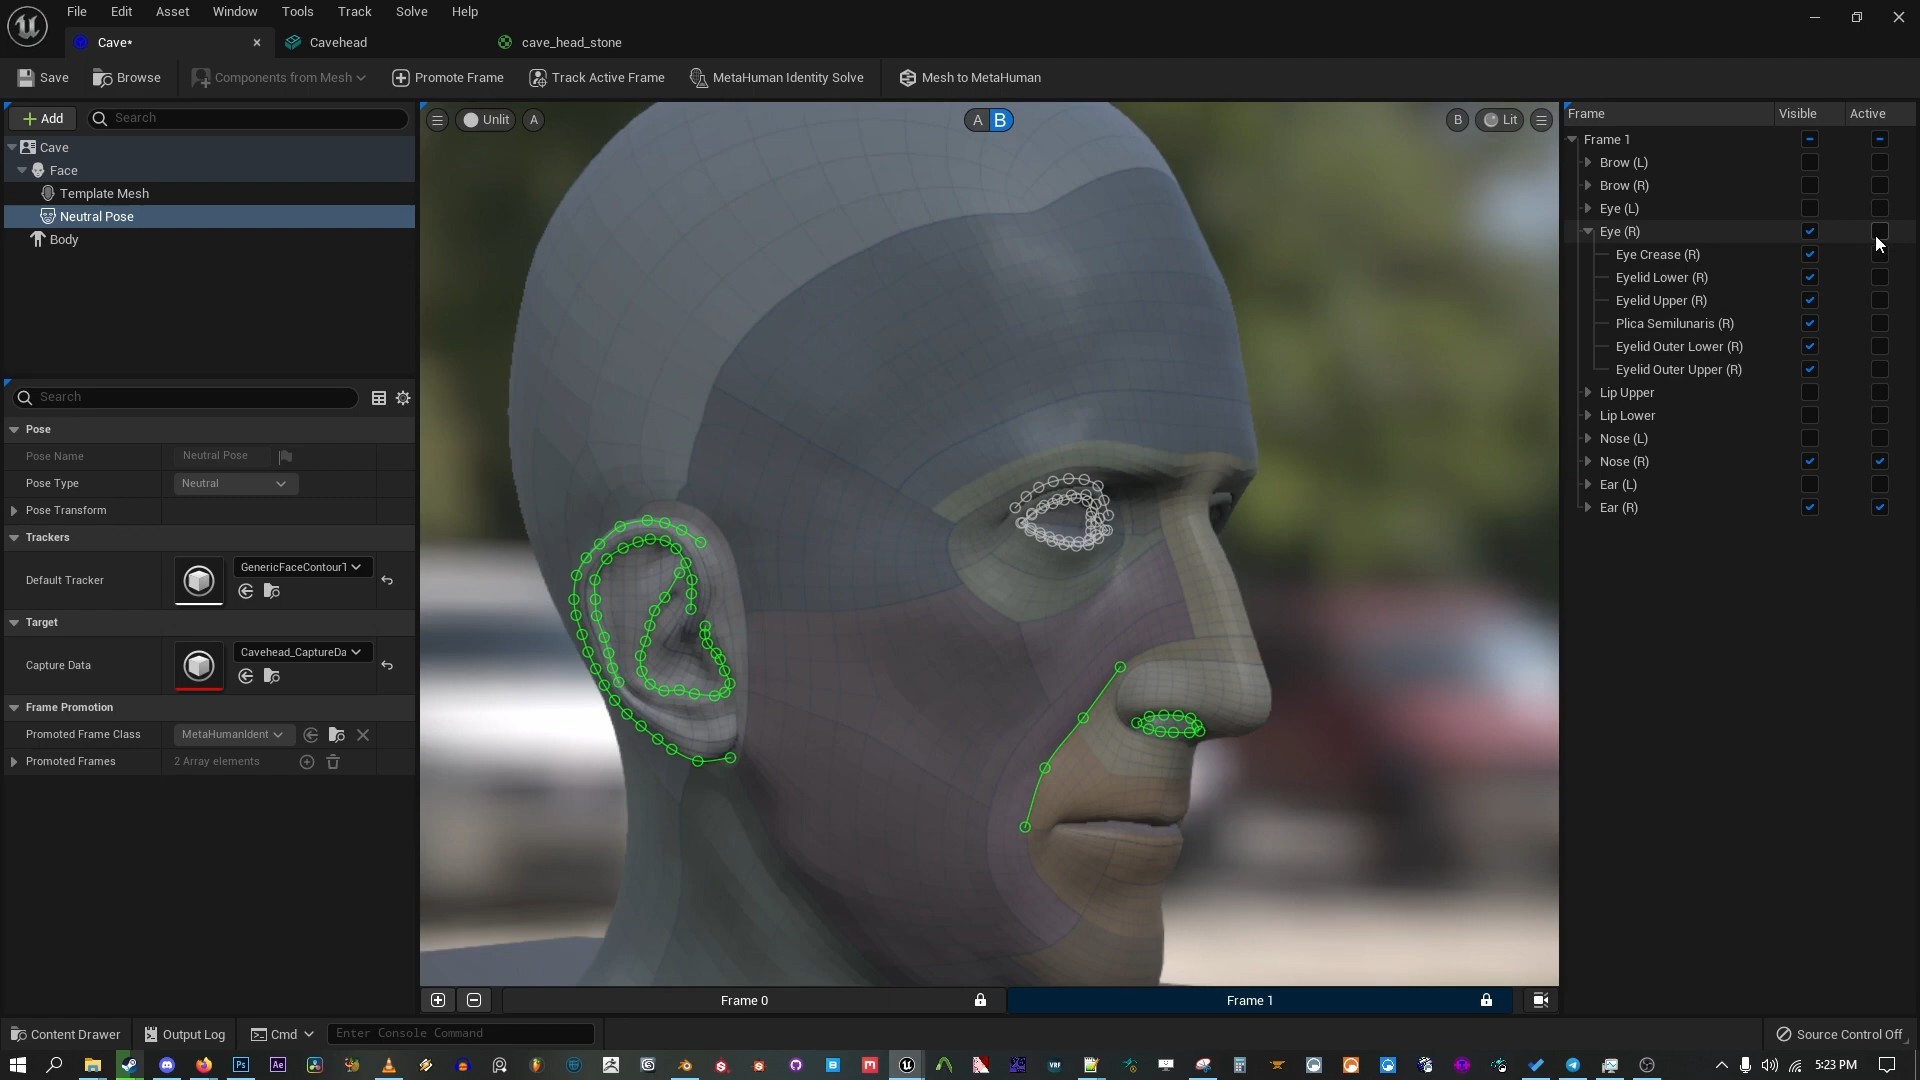 File Edit Asset Window Tools Track Solve Help
Cave* Cavehead cave_head_stone
Save Browse Components from Mesh Promote Frame Track Active Frame MetaHuman Identity Solve Mesh to MetaHuman
Add Search
Cave
Face
Template Mesh
Neutral Pose
Body
Search
Pose
Pose Name Neutral Pose
Pose Type Neutral
Pose Transform
Trackers
Default Tracker GenericFaceContourT
Target
Capture Data Cavehead_CaptureDa
Frame Promotion
Promoted Frame Class MetaHumanIdent
Promoted Frames 2 Array elements
Unlit A A B B Lit
Frame 0 Frame 1
Frame Visible Active
Frame 1
Brow (L)
Brow (R)
Eye (L)
Eye (R)
Eye Crease (R)
Eyelid Lower (R)
Eyelid Upper (R)
Plica Semilunaris (R)
Eyelid Outer Lower (R)
Eyelid Outer Upper (R)
Lip Upper
Lip Lower
Nose (L)
Nose (R)
Ear (L)
Ear (R)
Content Drawer Output Log Cmd Enter Console Command Source Control Off
Ps Ae 5:23 PM